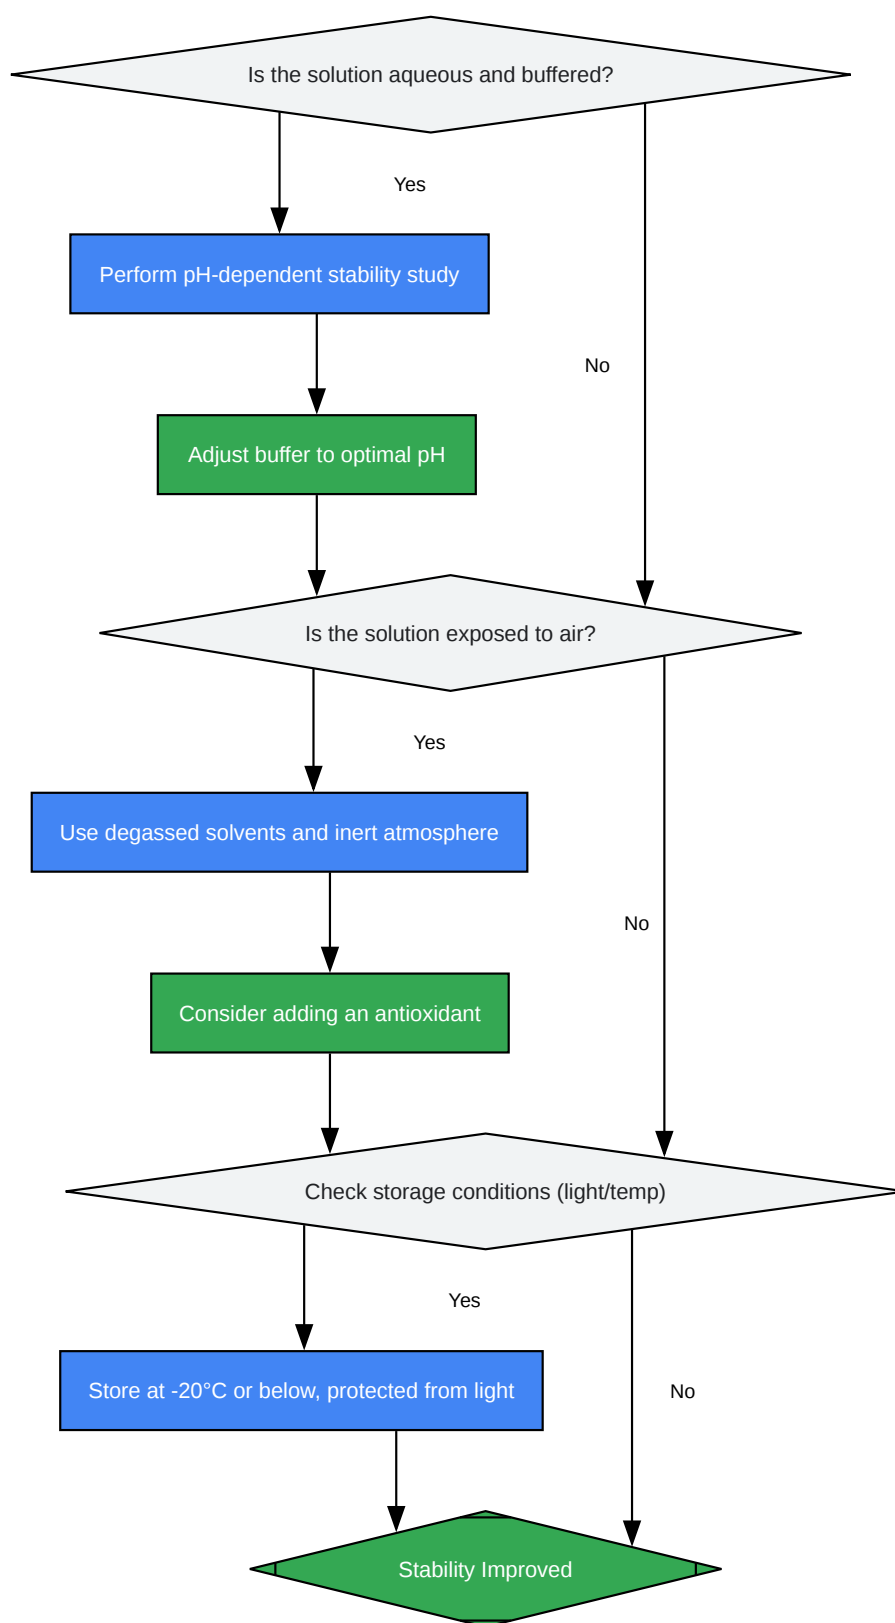 Is the solution aqueous and buffered?
Yes
Perform pH-dependent stability study
No
Adjust buffer to optimal pH
Is the solution exposed to air?
Yes
Use degassed solvents and inert atmosphere
No
Consider adding an antioxidant
Check storage conditions (light/temp)
Yes
Store at -20°C or below, protected from light
No
Stability Improved